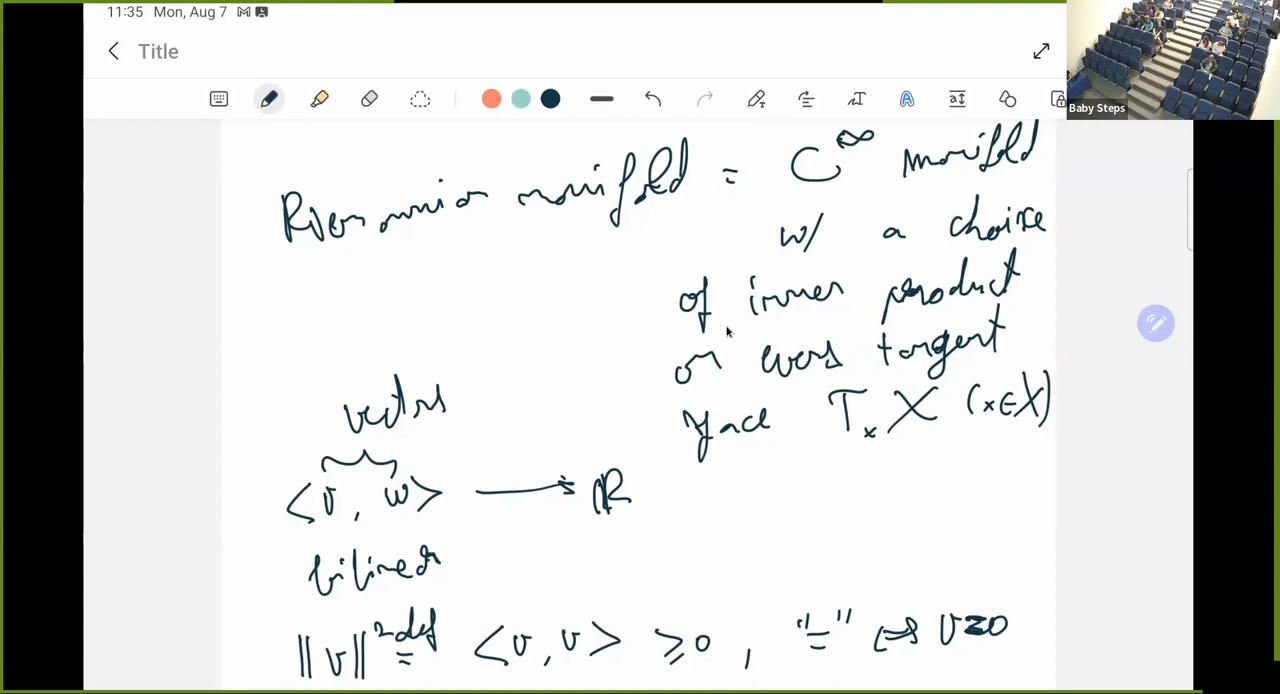 11:35 Mon, Aug 7
Title
Baby Steps
Riemannian manifold = C^∞ manifold
w/ a choice
of inner product
on every tangent
space T_x X (x∈X)
vectors
<v, w> → ℝ
bilinear
||v||² def= <v, v> ≥ 0, "=" ⇔ v=0